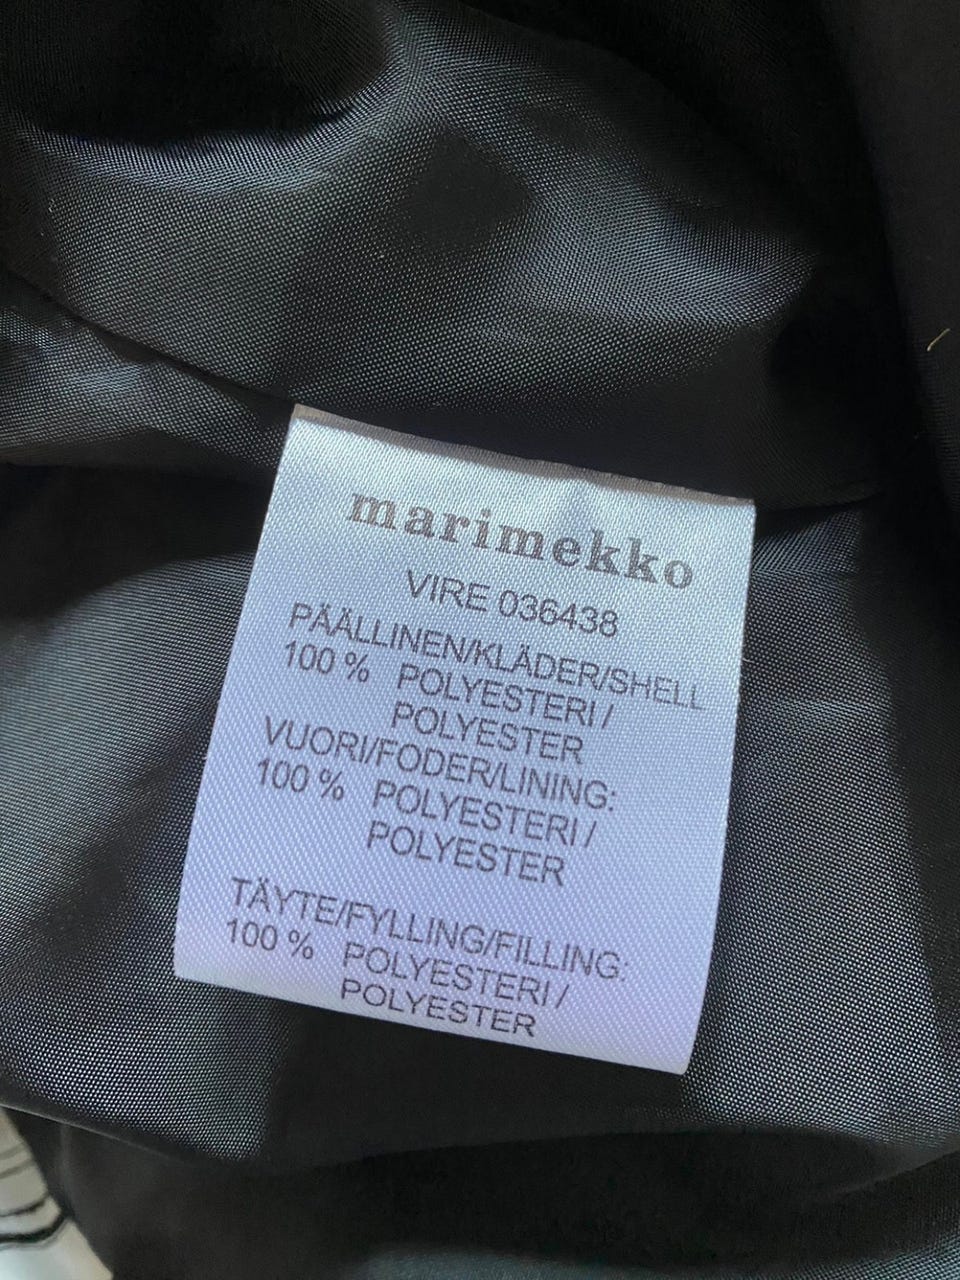 marimekko
VIRE 036438
PÄÄLLINEN/KLÄDER/SHELL
100 % POLYESTERI /
POLYESTER
VUORI/FODER/LINING:
100 % POLYESTERI /
POLYESTER
TÄYTE/FYLLING/FILLING:
100 % POLYESTERI /
POLYESTER